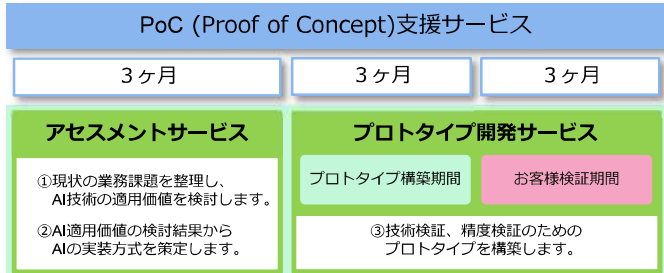 PoC (Proof of Concept)支援サービス
３ヶ月
３ヶ月
３ヶ月
アセスメントサービス
①現状の業務課題を整理し、
AI技術の適用価値を検討します。
②AI適用価値の検討結果から
AIの実装方式を策定します。
プロトタイプ開発サービス
プロトタイプ構築期間
お客様検証期間
③技術検証、精度検証のための
プロトタイプを構築します。